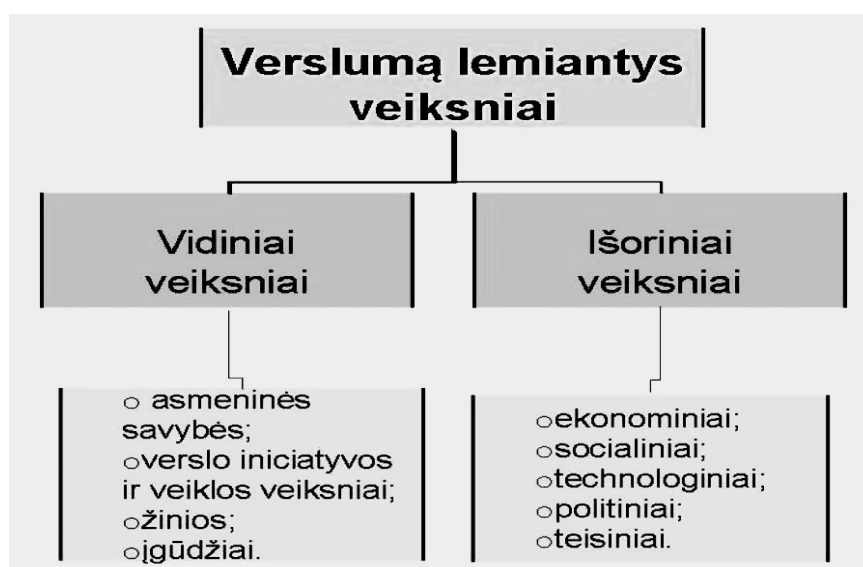 Verslumą lemiantys
veiksniai
Vidiniai
veiksniai
○ asmeninės
savybės;
○verslo iniciatyvos
ir veiklos veiksniai;
○žinios;
○įgūdžiai.
Išoriniai
veiksniai
○ekonominiai;
○socialiniai;
○technologiniai;
○politiniai;
○teisiniai.